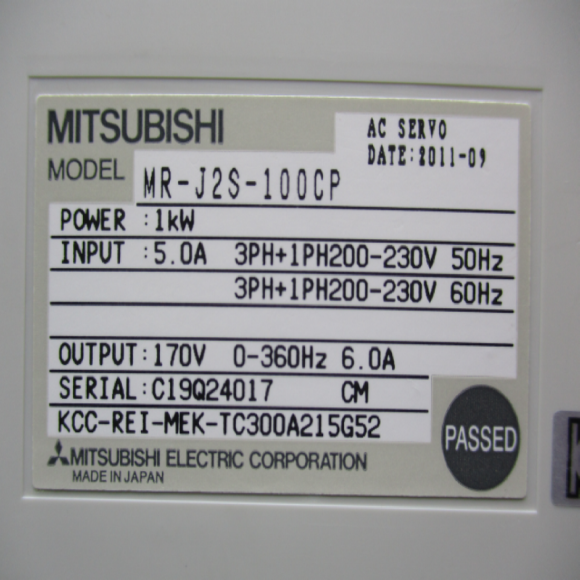 MITSUBISHI
AC SERVO
DATE:2011-09
MODEL MR-J2S-100CP
POWER :1kW
INPUT :5.0A 3PH+1PH200-230V 50Hz
3PH+1PH200-230V 60Hz
OUTPUT:170V 0-360Hz 6.0A
SERIAL:C19Q24017 CM
KCC-REI-MEK-TC300A215G52
PASSED
MITSUBISHI ELECTRIC CORPORATION
MADE IN JAPAN